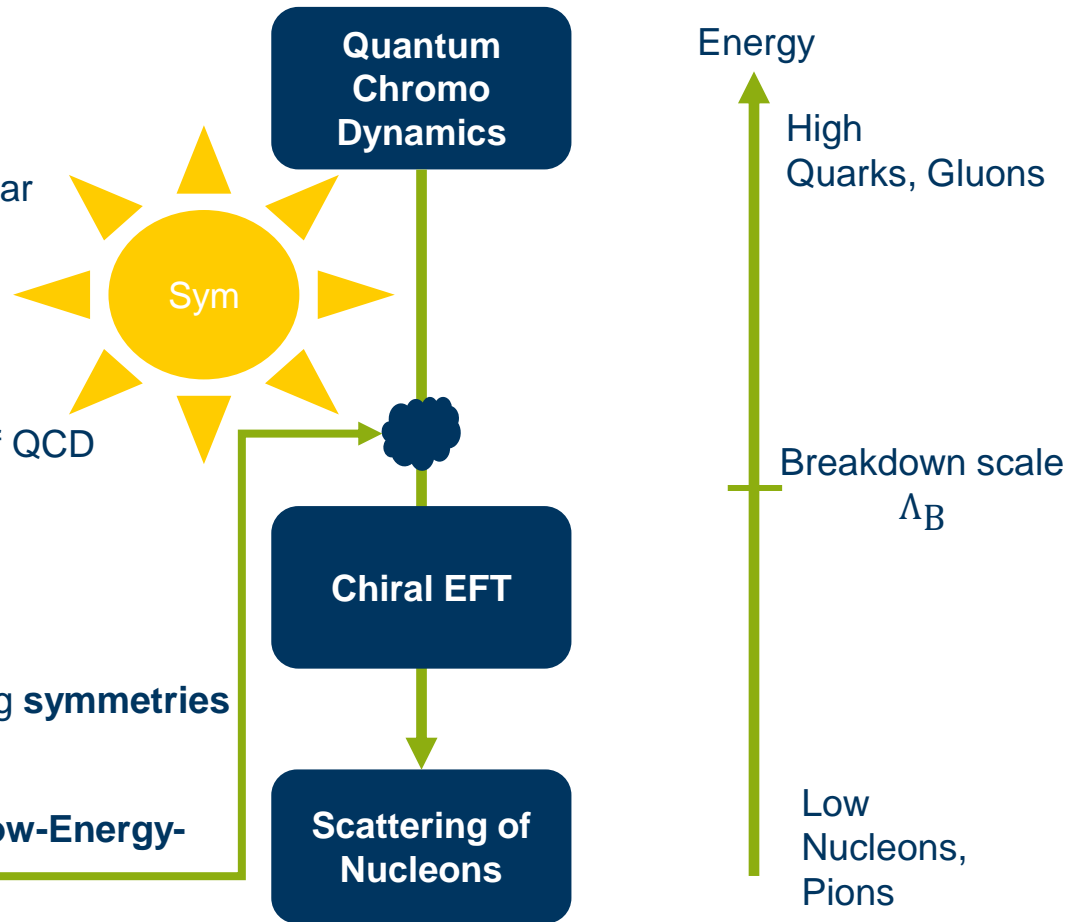 Quantum
Chromo
Dynamics
Energy
High
Quarks, Gluons
Sym
QCD
Breakdown scale
Λ_B
Chiral EFT
symmetries
Scattering of
Nucleons
Low
Nucleons,
Pions